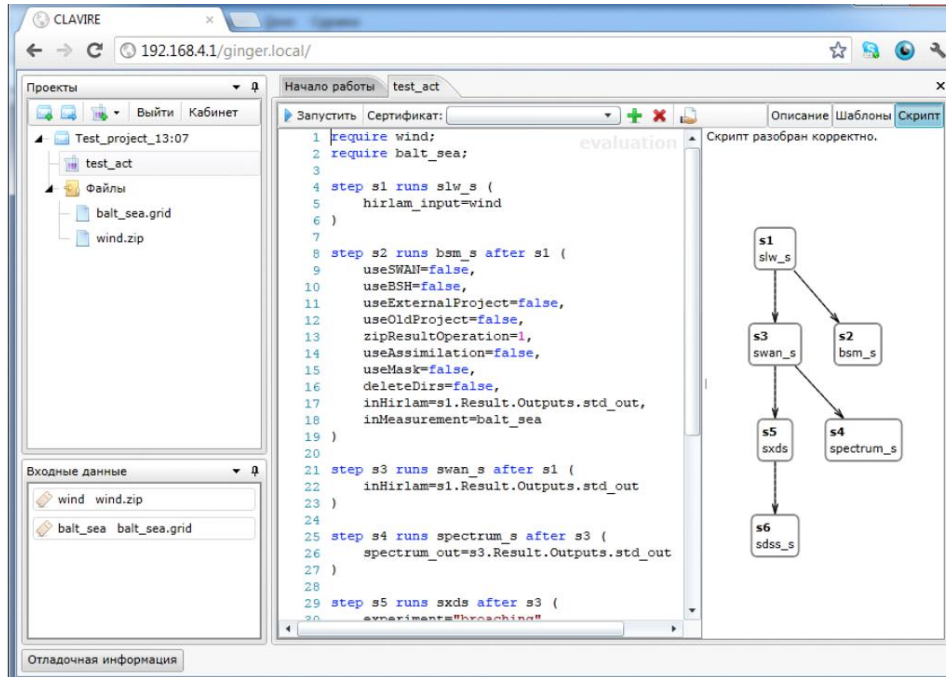 CLAVIRE
192.168.4.1/ginger.local/
Проекты
Выйти Кабинет
Test_project_13:07
test_act
Файлы
balt_sea.grid
wind.zip
Входные данные
wind wind.zip
balt_sea balt_sea.grid
Отладочная информация
Начало работы test_act
Запустить Сертификат: Описание Шаблоны Скрипт
evaluation
1 require wind;
2 require balt_sea;
3
4 step s1 runs slw_s (
5 hirlam_input=wind
6 )
7
8 step s2 runs bsm_s after s1 (
9 useSWAN=false,
10 useBSH=false,
11 useExternalProject=false,
12 useOldProject=false,
13 zipResultOperation=1,
14 useAssimilation=false,
15 useMask=false,
16 deleteDirs=false,
17 inHirlam=s1.Result.Outputs.std_out,
18 inMeasurement=balt_sea
19 )
20
21 step s3 runs swan_s after s1 (
22 inHirlam=s1.Result.Outputs.std_out
23 )
24
25 step s4 runs spectrum_s after s3 (
26 spectrum_out=s3.Result.Outputs.std_out
27 )
28
29 step s5 runs sxds after s3 (
30 experiment="broaching"
Скрипт разобран корректно.
s1
slw_s
s3
swan_s
s2
bsm_s
s5
sxds
s4
spectrum_s
s6
sdss_s